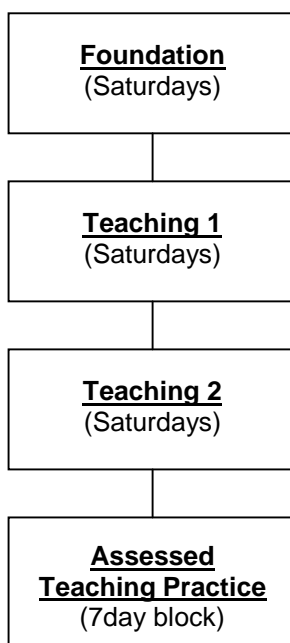 Foundation
(Saturdays)
Teaching 1
(Saturdays)
Teaching 2
(Saturdays)
Assessed
Teaching Practice
(7day block)